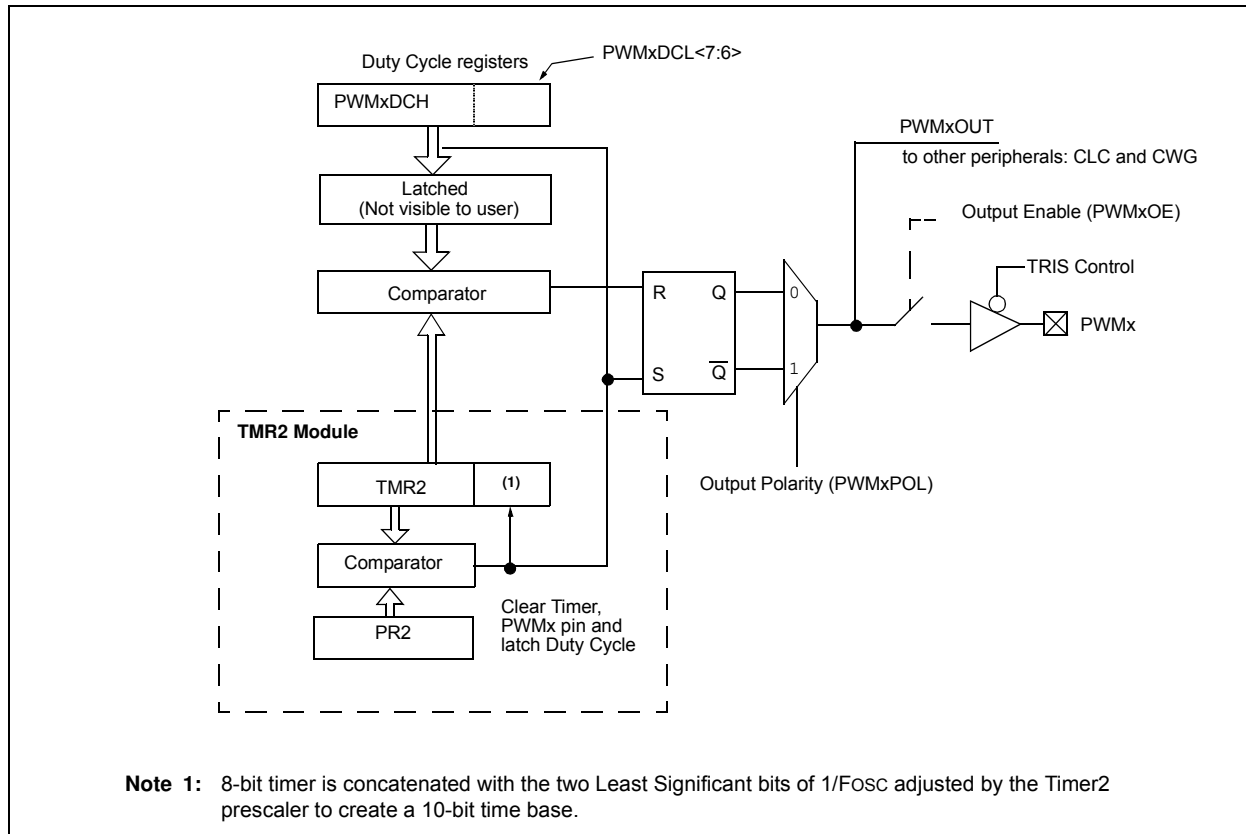 Duty Cycle registers
PWMxDCL<7:6>
PWMxDCH
Latched
(Not visible to user)
Comparator
R
Q
S
Q̅
0
1
PWMxOUT
to other peripherals: CLC and CWG
Output Enable (PWMxOE)
TRIS Control
PWMx
Output Polarity (PWMxPOL)
TMR2 Module
TMR2
(1)
Comparator
PR2
Clear Timer,
PWMx pin and
latch Duty Cycle
Note 1: 8-bit timer is concatenated with the two Least Significant bits of 1/FOSC adjusted by the Timer2
prescaler to create a 10-bit time base.